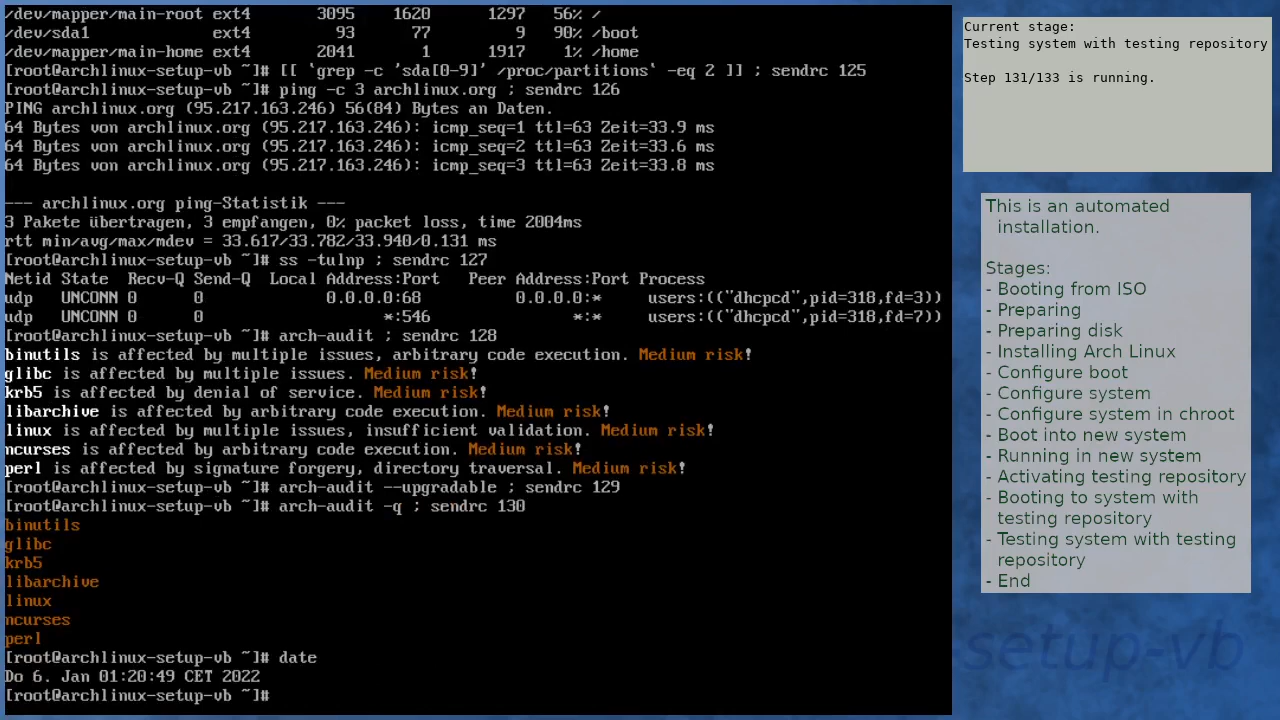 /dev/mapper/main-root ext4       3095    1620      1297   56% /
/dev/sda1             ext4         93      77         9   90% /boot
/dev/mapper/main-home ext4       2041       1      1917    1% /home
[root@archlinux-setup-vb ~]# [[ `grep -c 'sda[0-9]' /proc/partitions` -eq 2 ]] ; sendrc 125
[root@archlinux-setup-vb ~]# ping -c 3 archlinux.org ; sendrc 126
PING archlinux.org (95.217.163.246) 56(84) Bytes an Daten.
64 Bytes von archlinux.org (95.217.163.246): icmp_seq=1 ttl=63 Zeit=33.9 ms
64 Bytes von archlinux.org (95.217.163.246): icmp_seq=2 ttl=63 Zeit=33.6 ms
64 Bytes von archlinux.org (95.217.163.246): icmp_seq=3 ttl=63 Zeit=33.8 ms
--- archlinux.org ping-Statistik ---
3 Pakete übertragen, 3 empfangen, 0% packet loss, time 2004ms
rtt min/avg/max/mdev = 33.617/33.782/33.940/0.131 ms
[root@archlinux-setup-vb ~]# ss -tulnp ; sendrc 127
Netid State  Recv-Q Send-Q  Local Address:Port   Peer Address:Port Process
udp   UNCONN 0      0             0.0.0.0:68          0.0.0.0:*     users:(("dhcpcd",pid=318,fd=3))
udp   UNCONN 0      0                   *:546               *:*     users:(("dhcpcd",pid=318,fd=7))
[root@archlinux-setup-vb ~]# arch-audit ; sendrc 128
binutils is affected by multiple issues, arbitrary code execution. Medium risk!
glibc is affected by multiple issues. Medium risk!
krb5 is affected by denial of service. Medium risk!
libarchive is affected by arbitrary code execution. Medium risk!
linux is affected by multiple issues, insufficient validation. Medium risk!
ncurses is affected by arbitrary code execution. Medium risk!
perl is affected by signature forgery, directory traversal. Medium risk!
[root@archlinux-setup-vb ~]# arch-audit --upgradable ; sendrc 129
[root@archlinux-setup-vb ~]# arch-audit -q ; sendrc 130
binutils
glibc
krb5
libarchive
linux
ncurses
perl
[root@archlinux-setup-vb ~]# date
Do 6. Jan 01:20:49 CET 2022
[root@archlinux-setup-vb ~]#
Current stage:
Testing system with testing repository
Step 131/133 is running.
This is an automated
installation.
Stages:
- Booting from ISO
- Preparing
- Preparing disk
- Installing Arch Linux
- Configure boot
- Configure system
- Configure system in chroot
- Boot into new system
- Running in new system
- Activating testing repository
- Booting to system with
testing repository
- Testing system with testing
repository
- End
setup-vb